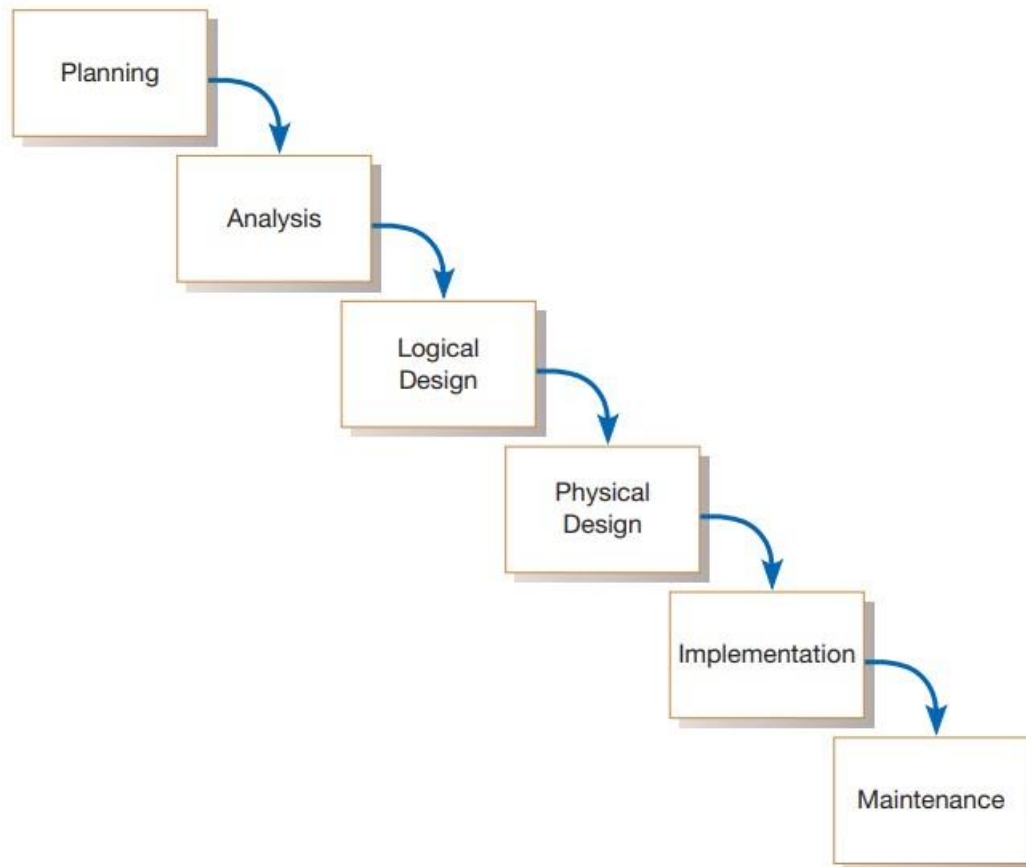 Planning
Analysis
Logical
Design
Physical
Design
Implementation
Maintenance